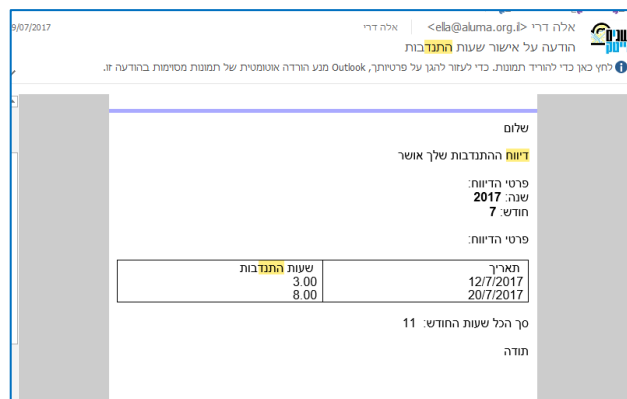 אלה דרי <ella@aluma.org.il> | אלה דרי
9/07/2017
הודעה על אישור שעות התנדבות
לחץ כאן כדי להוריד תמונות. כדי לעזור להגן על פרטיותך, Outlook מנע הורדה אוטומטית של תמונות מסוימות בהודעה זו.
שלום
דיווח ההתנדבות שלך אושר
פרטי הדיווח:
שנה: 2017
חודש: 7
פרטי הדיווח:
תאריך שעות התנדבות
12/7/2017 3.00
20/7/2017 8.00
סך הכל שעות החודש: 11
תודה